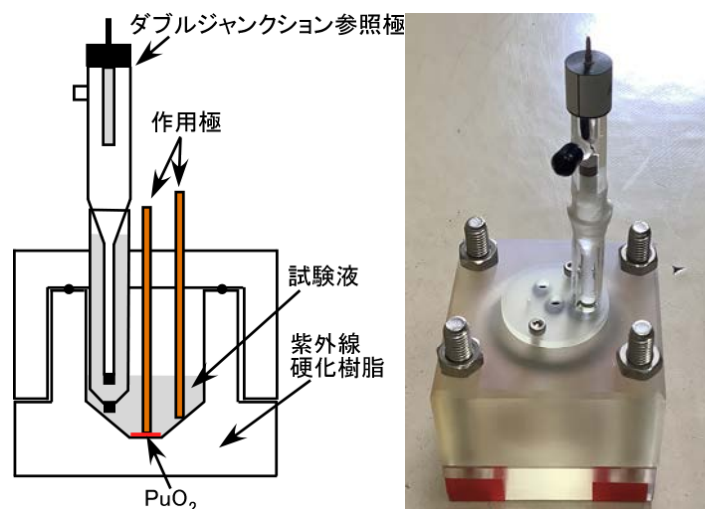 ダブルジャンクション参照極
作用極
試験液
紫外線
硬化樹脂
PuO₂